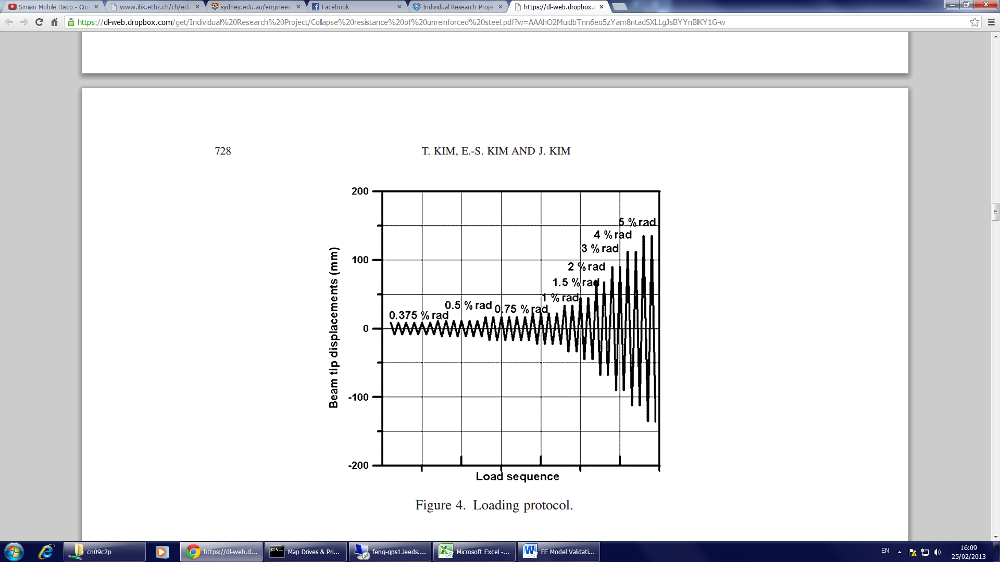 Simian Mobile Disco - Cru
www.ibk.ethz.ch/ch/edu
sydney.edu.au/engineeri
Facebook
Individual Research Proje
https://dl-web.dropbox.c
https://dl-web.dropbox.com/get/Individual%20Research%20Project/Collapse%20resistance%20of%20unreinforced%20steel.pdf?w=AAAhO2MuidbTnn6eo5zYam8ntadSXLLgJsBYYnBlKY1G-w
728
T. KIM, E.-S. KIM AND J. KIM
200
5 % rad
4 % rad
3 % rad
100
2 % rad
1.5 % rad
1 % rad
0.5 % rad
0.75 % rad
0.375 % rad
0
Beam tip displacements (mm)
-100
-200
Load sequence
Figure 4. Loading protocol.
cn09c2p
https://dl-web.d...
Map Drives & Pri...
feng-gps1.leeds....
Microsoft Excel -...
FE Model Validati...
EN
16:09
25/02/2013